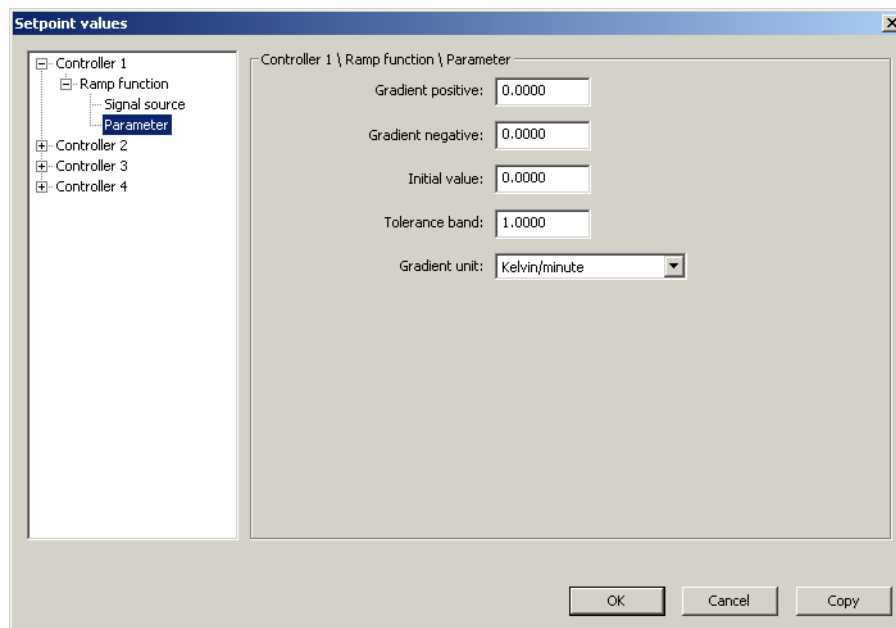 Setpoint values
Controller 1
Ramp function
Signal source
Parameter
Controller 2
Controller 3
Controller 4
Controller 1 \ Ramp function \ Parameter
Gradient positive: 0.0000
Gradient negative: 0.0000
Initial value: 0.0000
Tolerance band: 1.0000
Gradient unit: Kelvin/minute
OK Cancel Copy